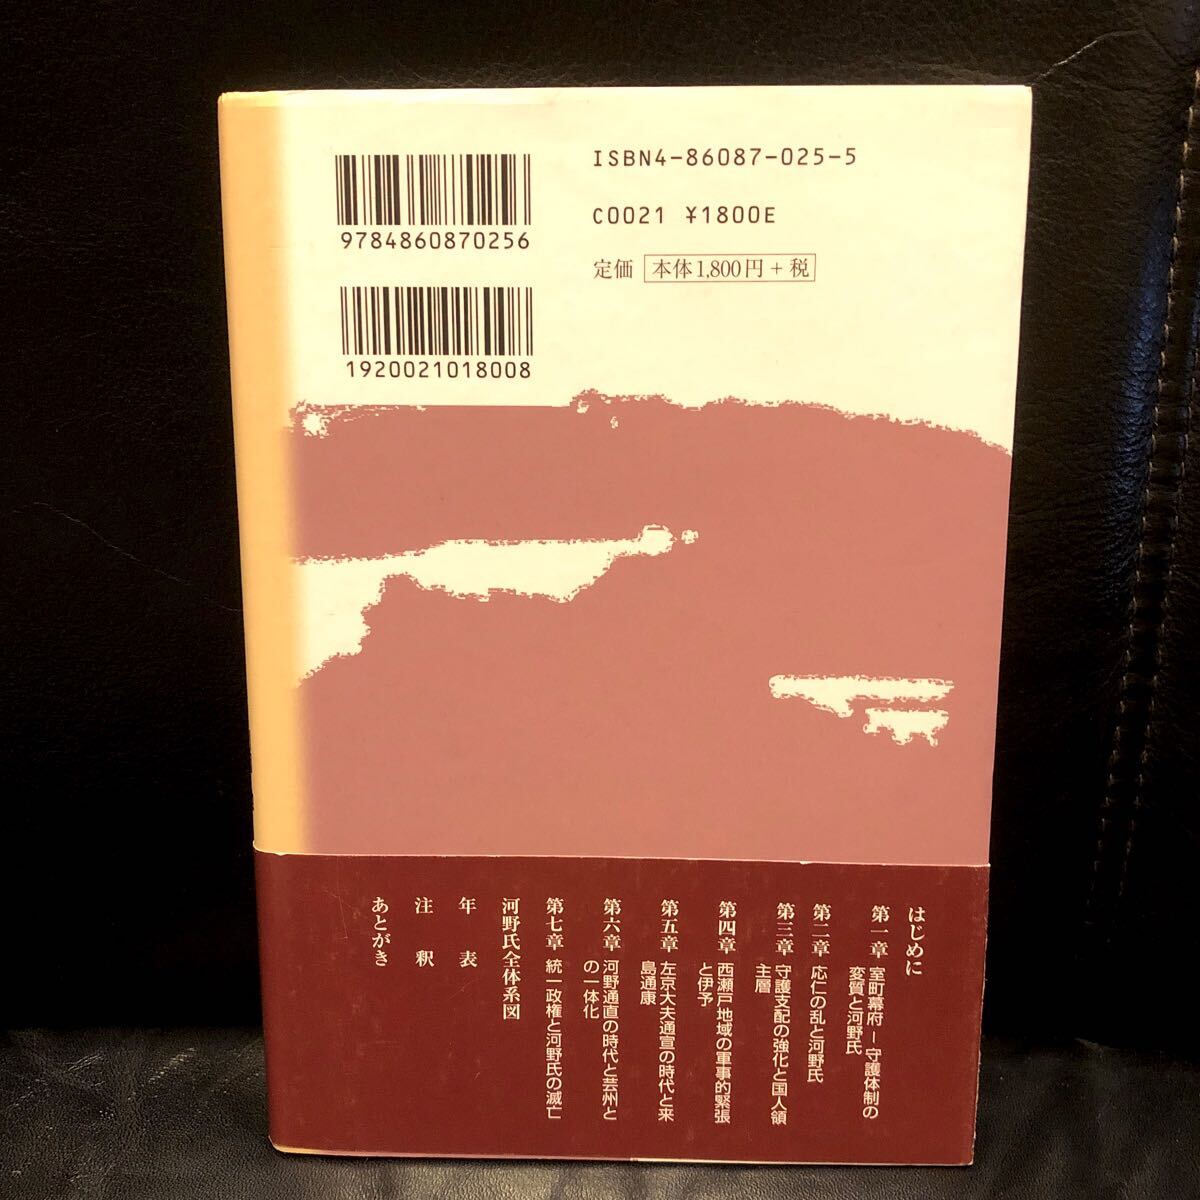 ISBN4-86087-025-5
C0021 ¥1800E
定価 本体1,800円+税
9784860870256
1920021018008
はじめに
第一章 室町幕府ー守護体制の
変質と河野氏
第二章 応仁の乱と河野氏
第三章 守護支配の強化と国人領
主層
第四章 西瀬戸地域の軍事的緊張
と伊予
第五章 左京大夫通宣の時代と来
島通康
第六章 河野通直の時代と芸州と
の一体化
第七章 統一政権と河野氏の滅亡
河野氏全体系図
年表
注釈
あとがき